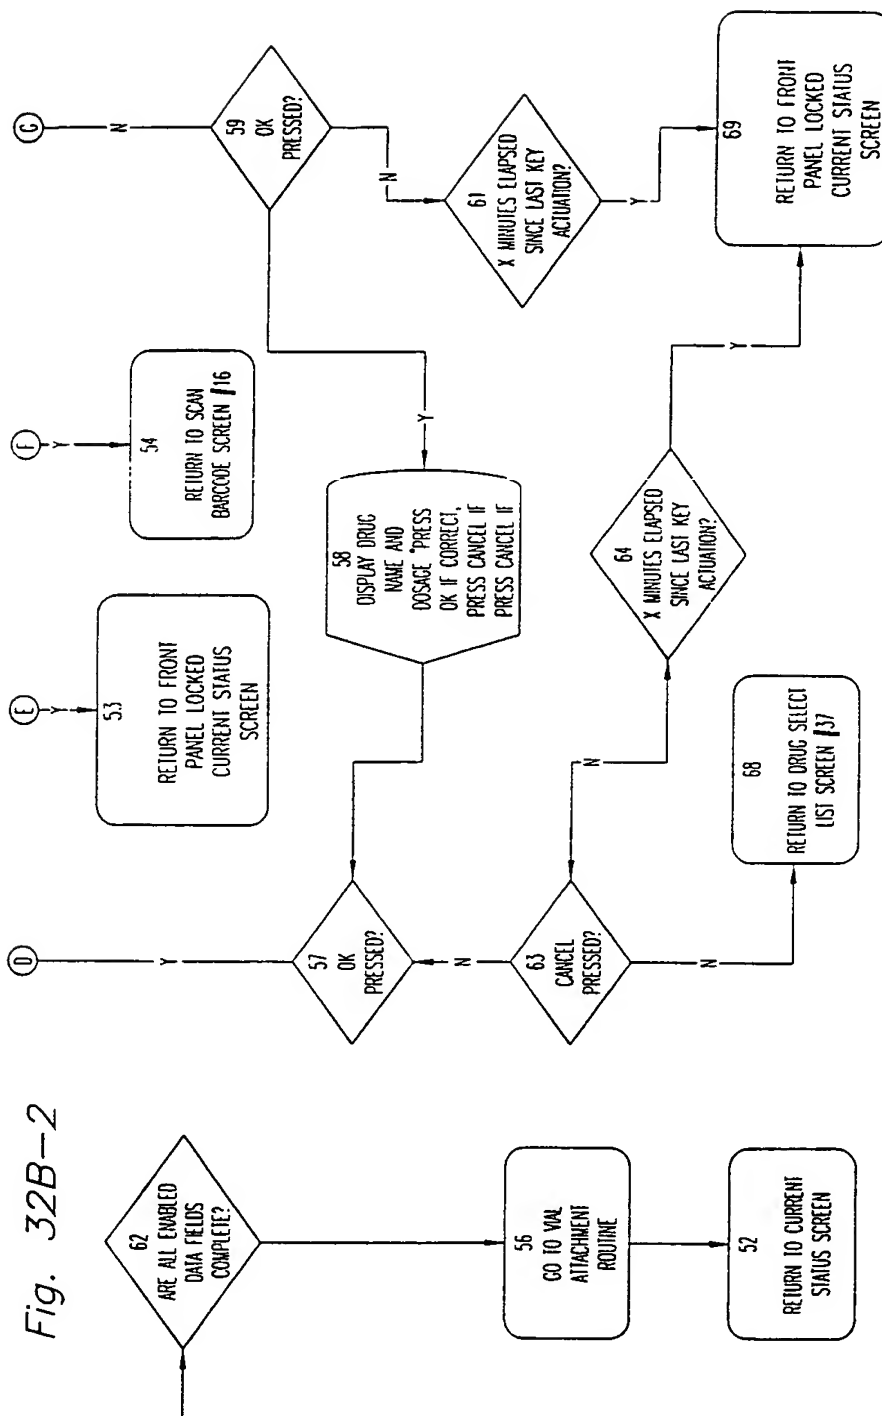 Fig. 32B-2
62
ARE ALL ENABLED
DATA FIELDS
COMPLETE?
56
GO TO VIAL
ATTACHMENT
ROUTINE
52
RETURN TO CURRENT
STATUS SCREEN
D
Y
57
OK
PRESSED?
N
63
CANCEL
PRESSED?
N
68
RETURN TO DRUG SELECT
LIST SCREEN /37
E
Y
53
RETURN TO FRONT
PANEL LOCKED
CURRENT STATUS
SCREEN
F
Y
54
RETURN TO SCAN
BARCODE SCREEN /16
58
DISPLAY DRUG
NAME AND
DOSAGE "PRESS
OK IF CORRECT,
PRESS CANCEL IF
PRESS CANCEL IF
Y
N
64
X MINUTES ELAPSED
SINCE LAST KEY
ACTUATION?
Y
G
N
59
OK
PRESSED?
N
61
X MINUTES ELAPSED
SINCE LAST KEY
ACTUATION?
Y
69
RETURN TO FRONT
PANEL LOCKED
CURRENT STATUS
SCREEN